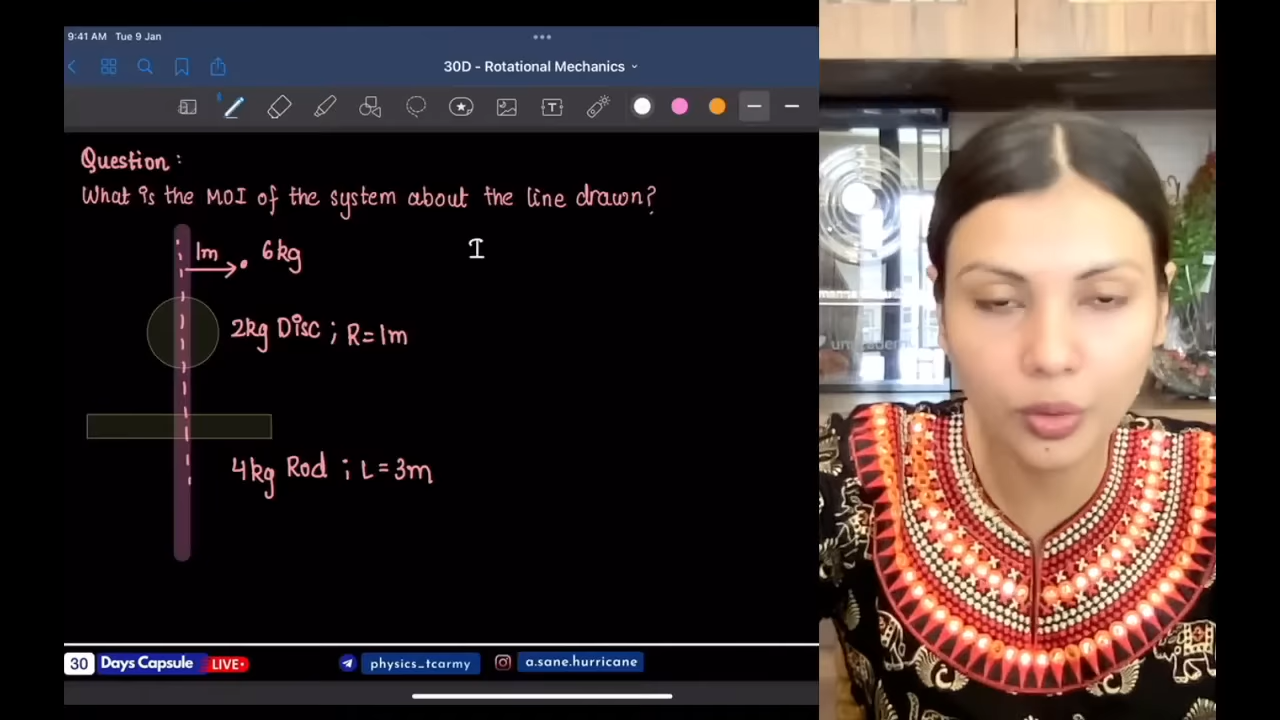 9:41 AM Tue 9 Jan
30D - Rotational Mechanics
T
Question:
What is the MOI of the system about the line drawn?
1m
6kg
I
2kg Disc ; R=1m
4kg Rod ; L=3m
30 Days Capsule LIVE
physics_tcarmy
a.sane.hurricane